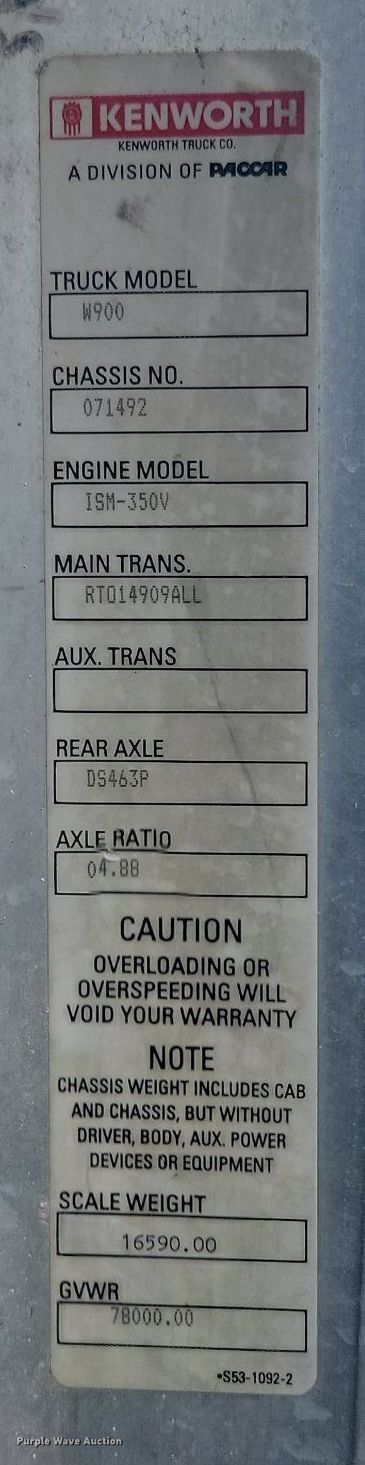 KENWORTH
KENWORTH TRUCK CO.
A DIVISION OF PACCAR
TRUCK MODEL
W900
CHASSIS NO.
071492
ENGINE MODEL
ISM-350V
MAIN TRANS.
RTO14909ALL
AUX. TRANS
REAR AXLE
DS463P
AXLE RATIO
04.88
CAUTION
OVERLOADING OR
OVERSPEEDING WILL
VOID YOUR WARRANTY
NOTE
CHASSIS WEIGHT INCLUDES CAB
AND CHASSIS, BUT WITHOUT
DRIVER, BODY, AUX. POWER
DEVICES OR EQUIPMENT
SCALE WEIGHT
16590.00
GVWR
78000.00
•S53-1092-2
Purple Wave Auction